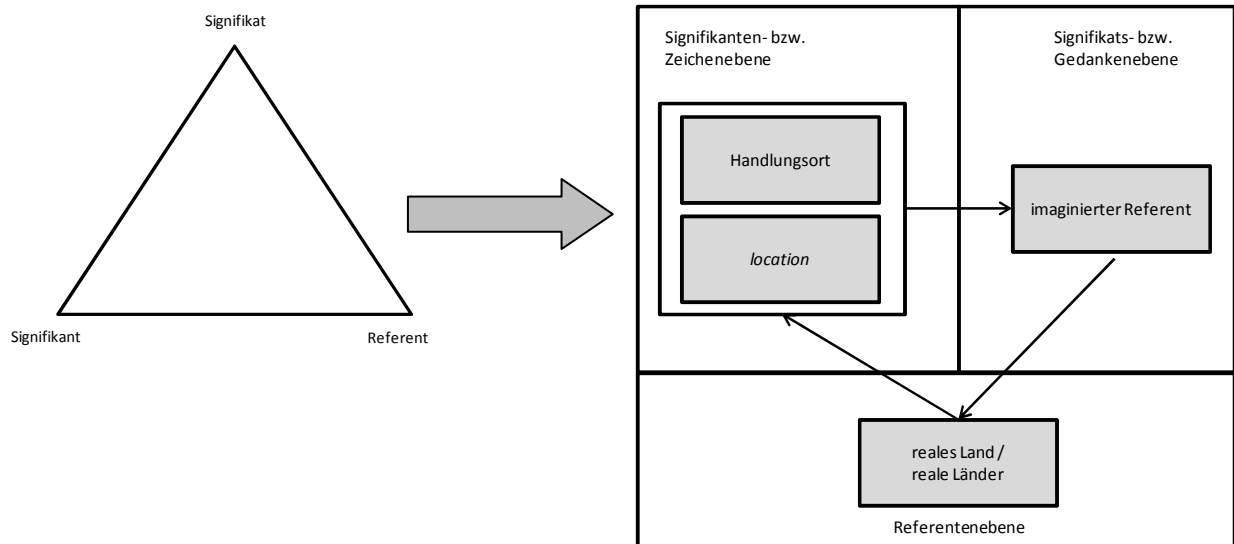 Signifikat
Signifikant
Referent
Signifikanten- bzw.
Zeichenebene
Signifikats- bzw.
Gedankenebene
Handlungsort
location
imaginierter Referent
reales Land /
reale Länder
Referentenebene